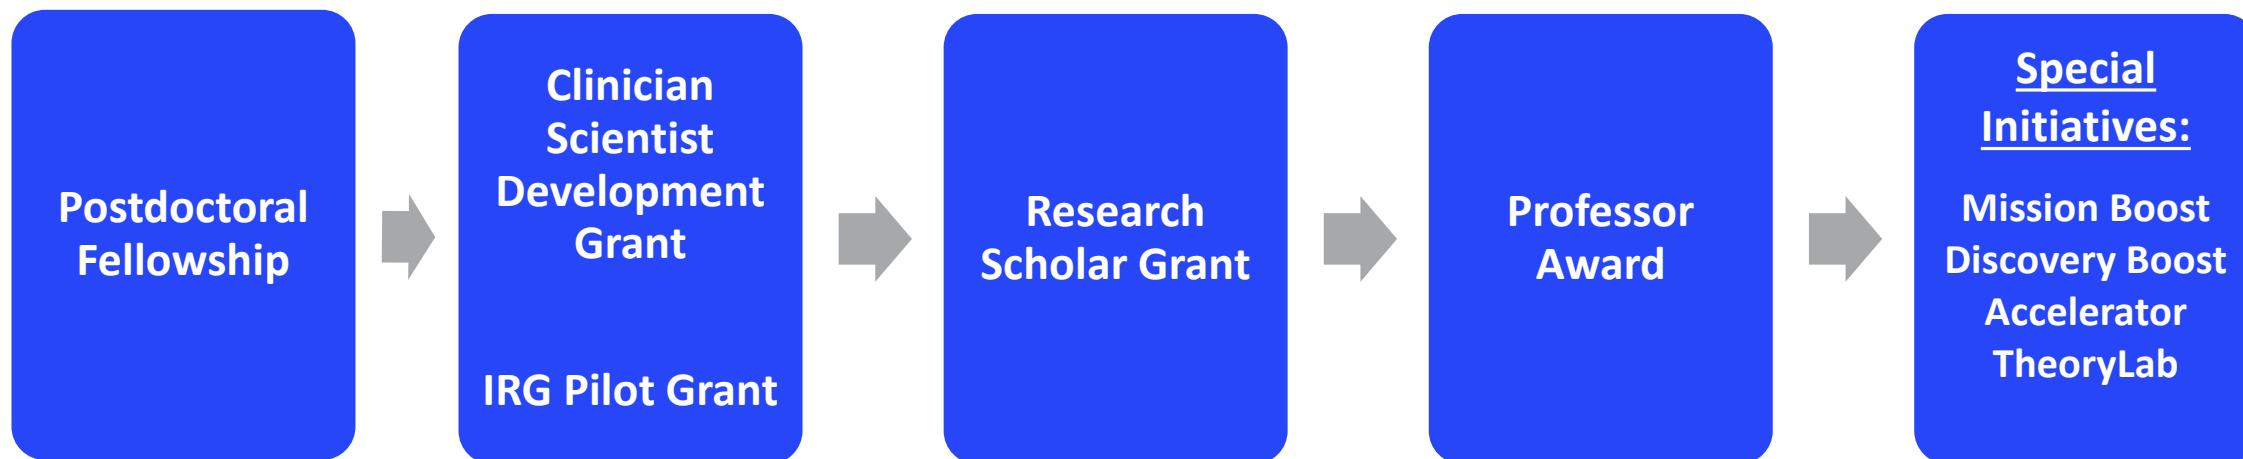 Postdoctoral
Fellowship
Clinician
Scientist
Development
Grant
IRG Pilot Grant
Research
Scholar Grant
Professor
Award
Special
Initiatives:
Mission Boost
Discovery Boost
Accelerator
TheoryLab